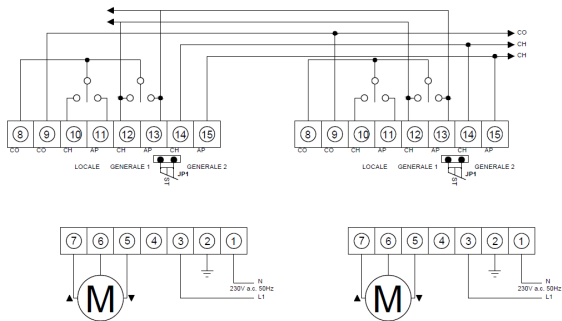 CO
CH
CH
8 9 10 11 12 13 14 15
CO CO CH AP CH AP CH AP
LOCALE GENERALE 1 GENERALE 2
JP1
ST
8 9 10 11 12 13 14 15
CO CO CH AP CH AP CH AP
LOCALE GENERALE 1 GENERALE 2
JP1
ST
7 6 5 4 3 2 1
M
N
230V a.c. 50Hz
L1
7 6 5 4 3 2 1
M
N
230V a.c. 50Hz
L1